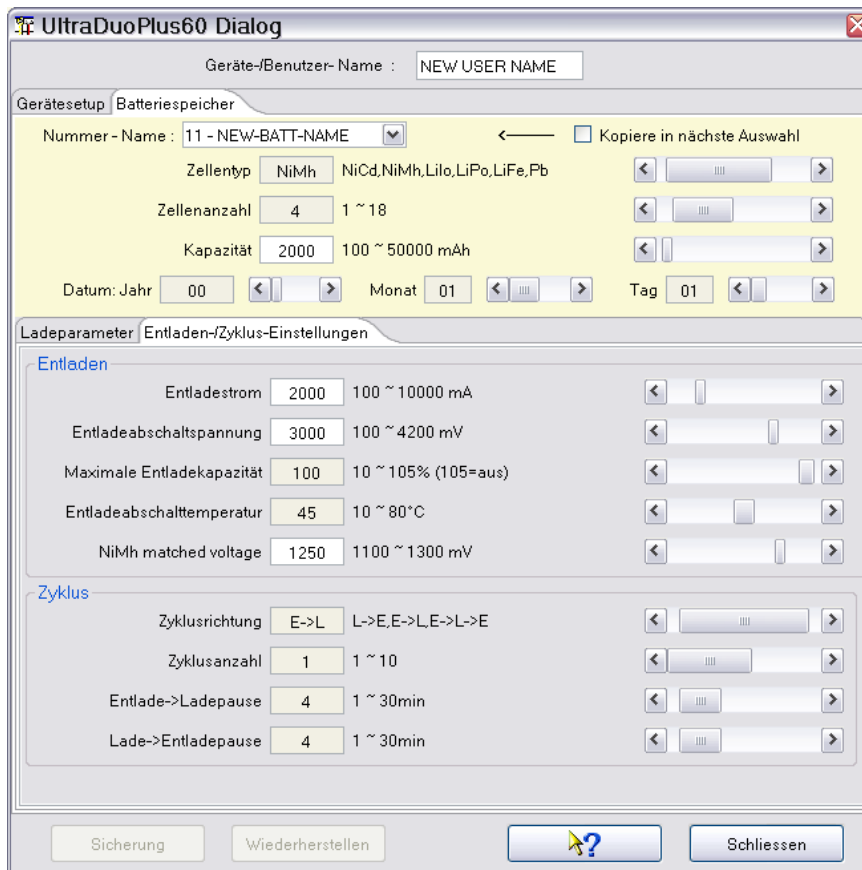 UltraDuoPlus60 Dialog
Geräte-/Benutzer- Name : NEW USER NAME
Gerätesetup Batteriespeicher
Nummer - Name : 11 - NEW-BATT-NAME <—— Kopiere in nächste Auswahl
Zellentyp NiMh NiCd,NiMh,LiIo,LiPo,LiFe,Pb
Zellenanzahl 4 1 ~ 18
Kapazität 2000 100 ~ 50000 mAh
Datum: Jahr 00 Monat 01 Tag 01
Ladeparameter Entladen-/Zyklus-Einstellungen
Entladen
Entladestrom 2000 100 ~ 10000 mA
Entladeabschaltspannung 3000 100 ~ 4200 mV
Maximale Entladekapazität 100 10 ~ 105% (105=aus)
Entladeabschalttemperatur 45 10 ~ 80°C
NiMh matched voltage 1250 1100 ~ 1300 mV
Zyklus
Zyklusrichtung E->L L->E,E->L,E->L->E
Zyklusanzahl 1 1 ~ 10
Entlade->Ladepause 4 1 ~ 30min
Lade->Entladepause 4 1 ~ 30min
Sicherung Wiederherstellen ? Schliessen